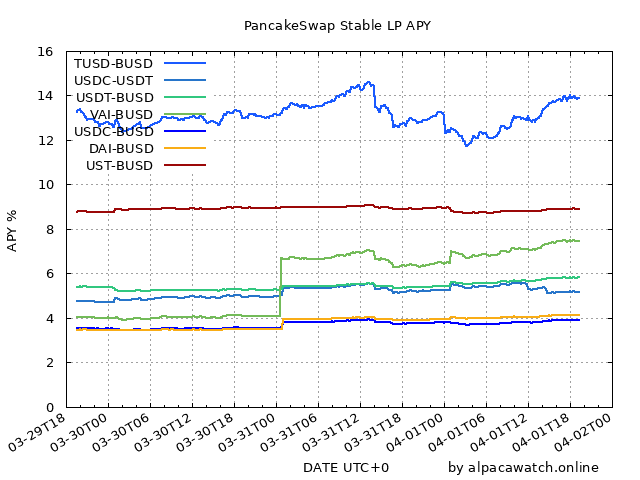 PancakeSwap Stable LP APY
16
14
12
10
8
6
4
2
0
APY %
TUSD-BUSD
USDC-USDT
USDT-BUSD
VAI-BUSD
USDC-BUSD
DAI-BUSD
UST-BUSD
03-29T18
03-30T00
03-30T06
03-30T12
03-30T18
03-31T00
03-31T06
03-31T12
03-31T18
04-01T00
04-01T06
04-01T12
04-01T18
04-02T00
DATE UTC+0
by alpacawatch.online